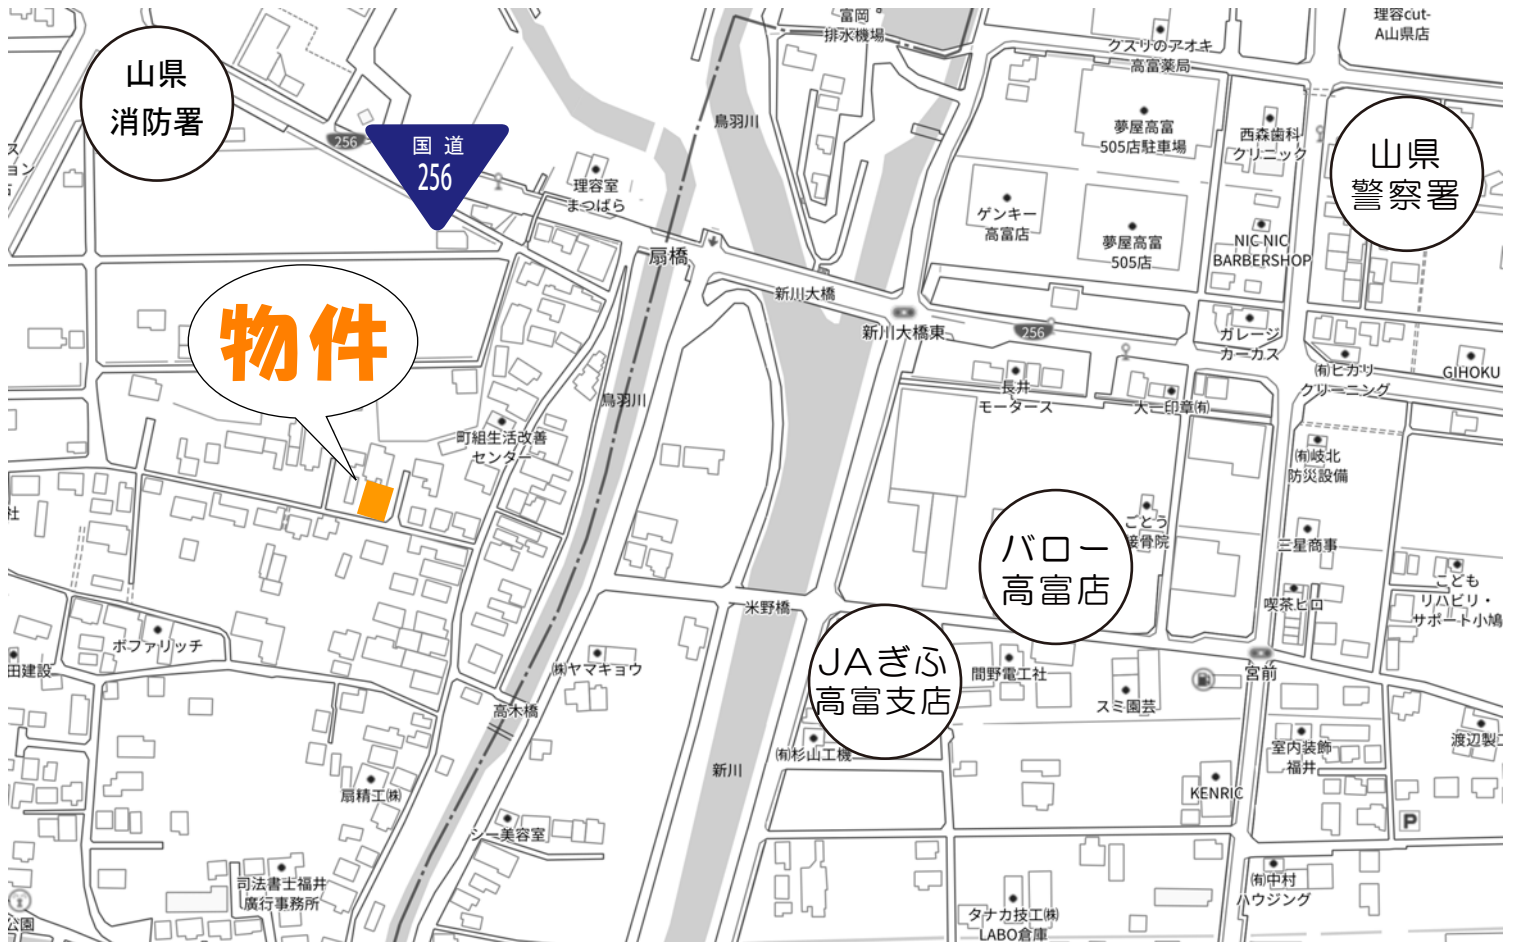 富岡
排水機場
理容cut-
A山県店
クスリのアオキ
高富薬局
山県
消防署
256
国道
256
鳥羽川
夢屋高富
505店駐車場
西森歯科
クリニック
山県
警察署
理容室
まつばら
ゲンキー
高富店
夢屋高富
505店
NIC NIC
BARBERSHOP
扇橋
新川大橋
新川大橋東
256
ガレージ
カーカス
物件
長井
モータース
大一印章㈲
㈲ヒカリ
クリーニング
GIHOKU
鳥羽川
町組生活改善
センター
㈲岐北
防災設備
社
ごとう
接骨院
バロー
高富店
三星商事
こども
リハビリ・
サポート小鳩
喫茶ヒロ
米野橋
ボファリッチ
田建設
㈱ヤマキョウ
JAぎふ
高富支店
間野電工社
スミ園芸
宮前
高木橋
㈲杉山工機
新川
室内装飾
福井
渡辺製工
KENRIC
扇精工㈱
シー美容室
P
司法書士福井
廣行事務所
公園
タナカ技工㈱
LABO倉庫
㈲中村
ハウジング